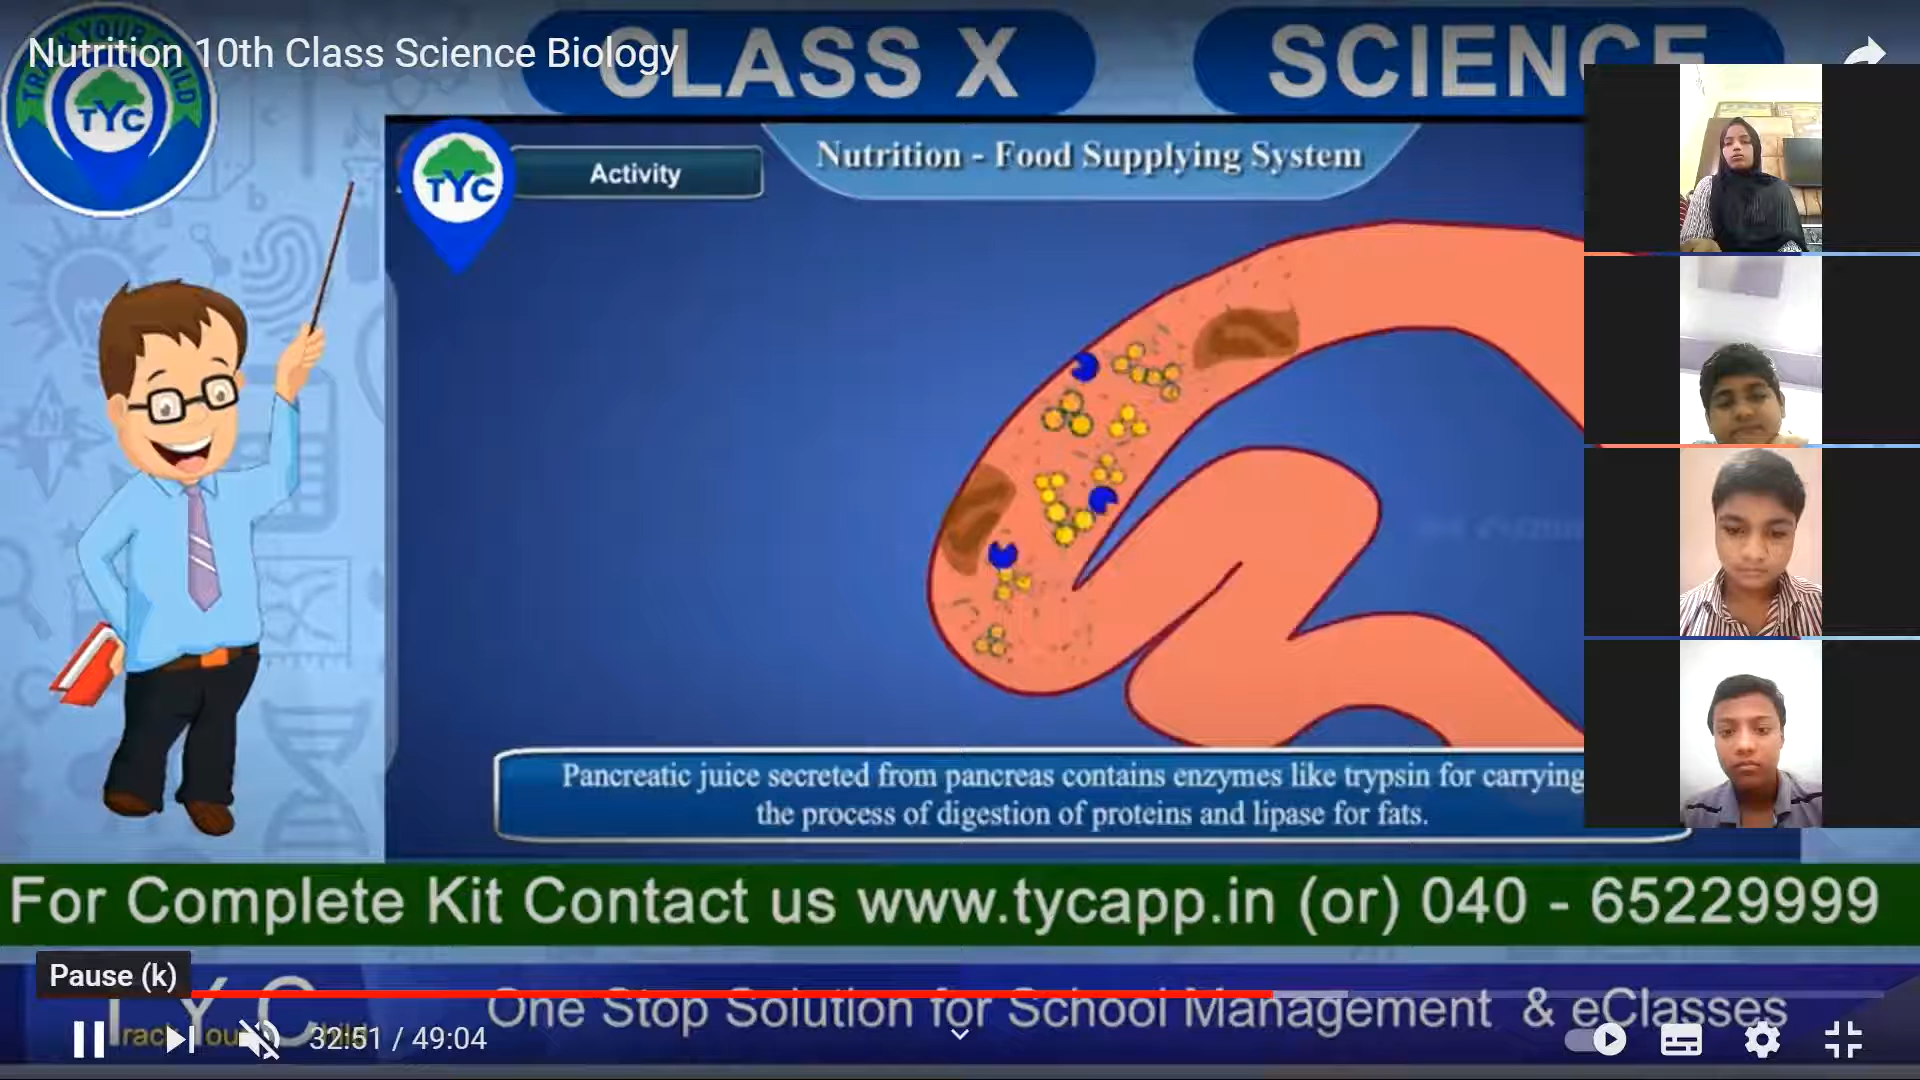 Nutrition 10th Class Science Biology
CLASS X
SCIENCE
TYC
TYC
Activity
Nutrition - Food Supplying System
Pancreatic juice secreted from pancreas contains enzymes like trypsin for carrying
the process of digestion of proteins and lipase for fats.
For Complete Kit Contact us www.tycapp.in (or) 040 - 65229999
Pause (k)
T Y C
One Stop Solution for School Management & eClasses
32:51 / 49:04